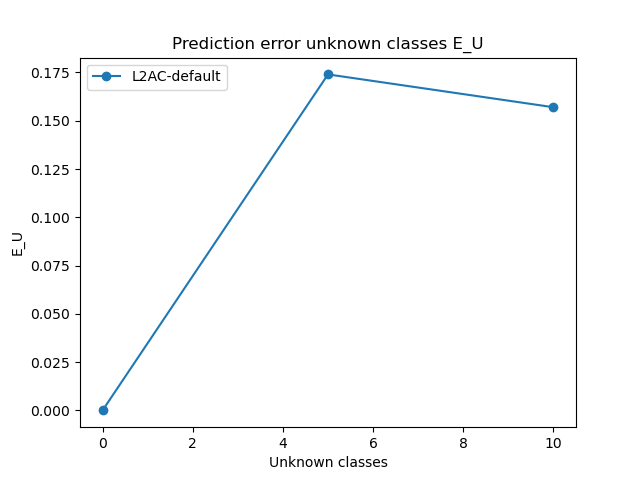 Prediction error unknown classes E_U
L2AC-default
0.175
0.150
0.125
0.100
0.075
0.050
0.025
0.000
E_U
0 2 4 6 8 10
Unknown classes